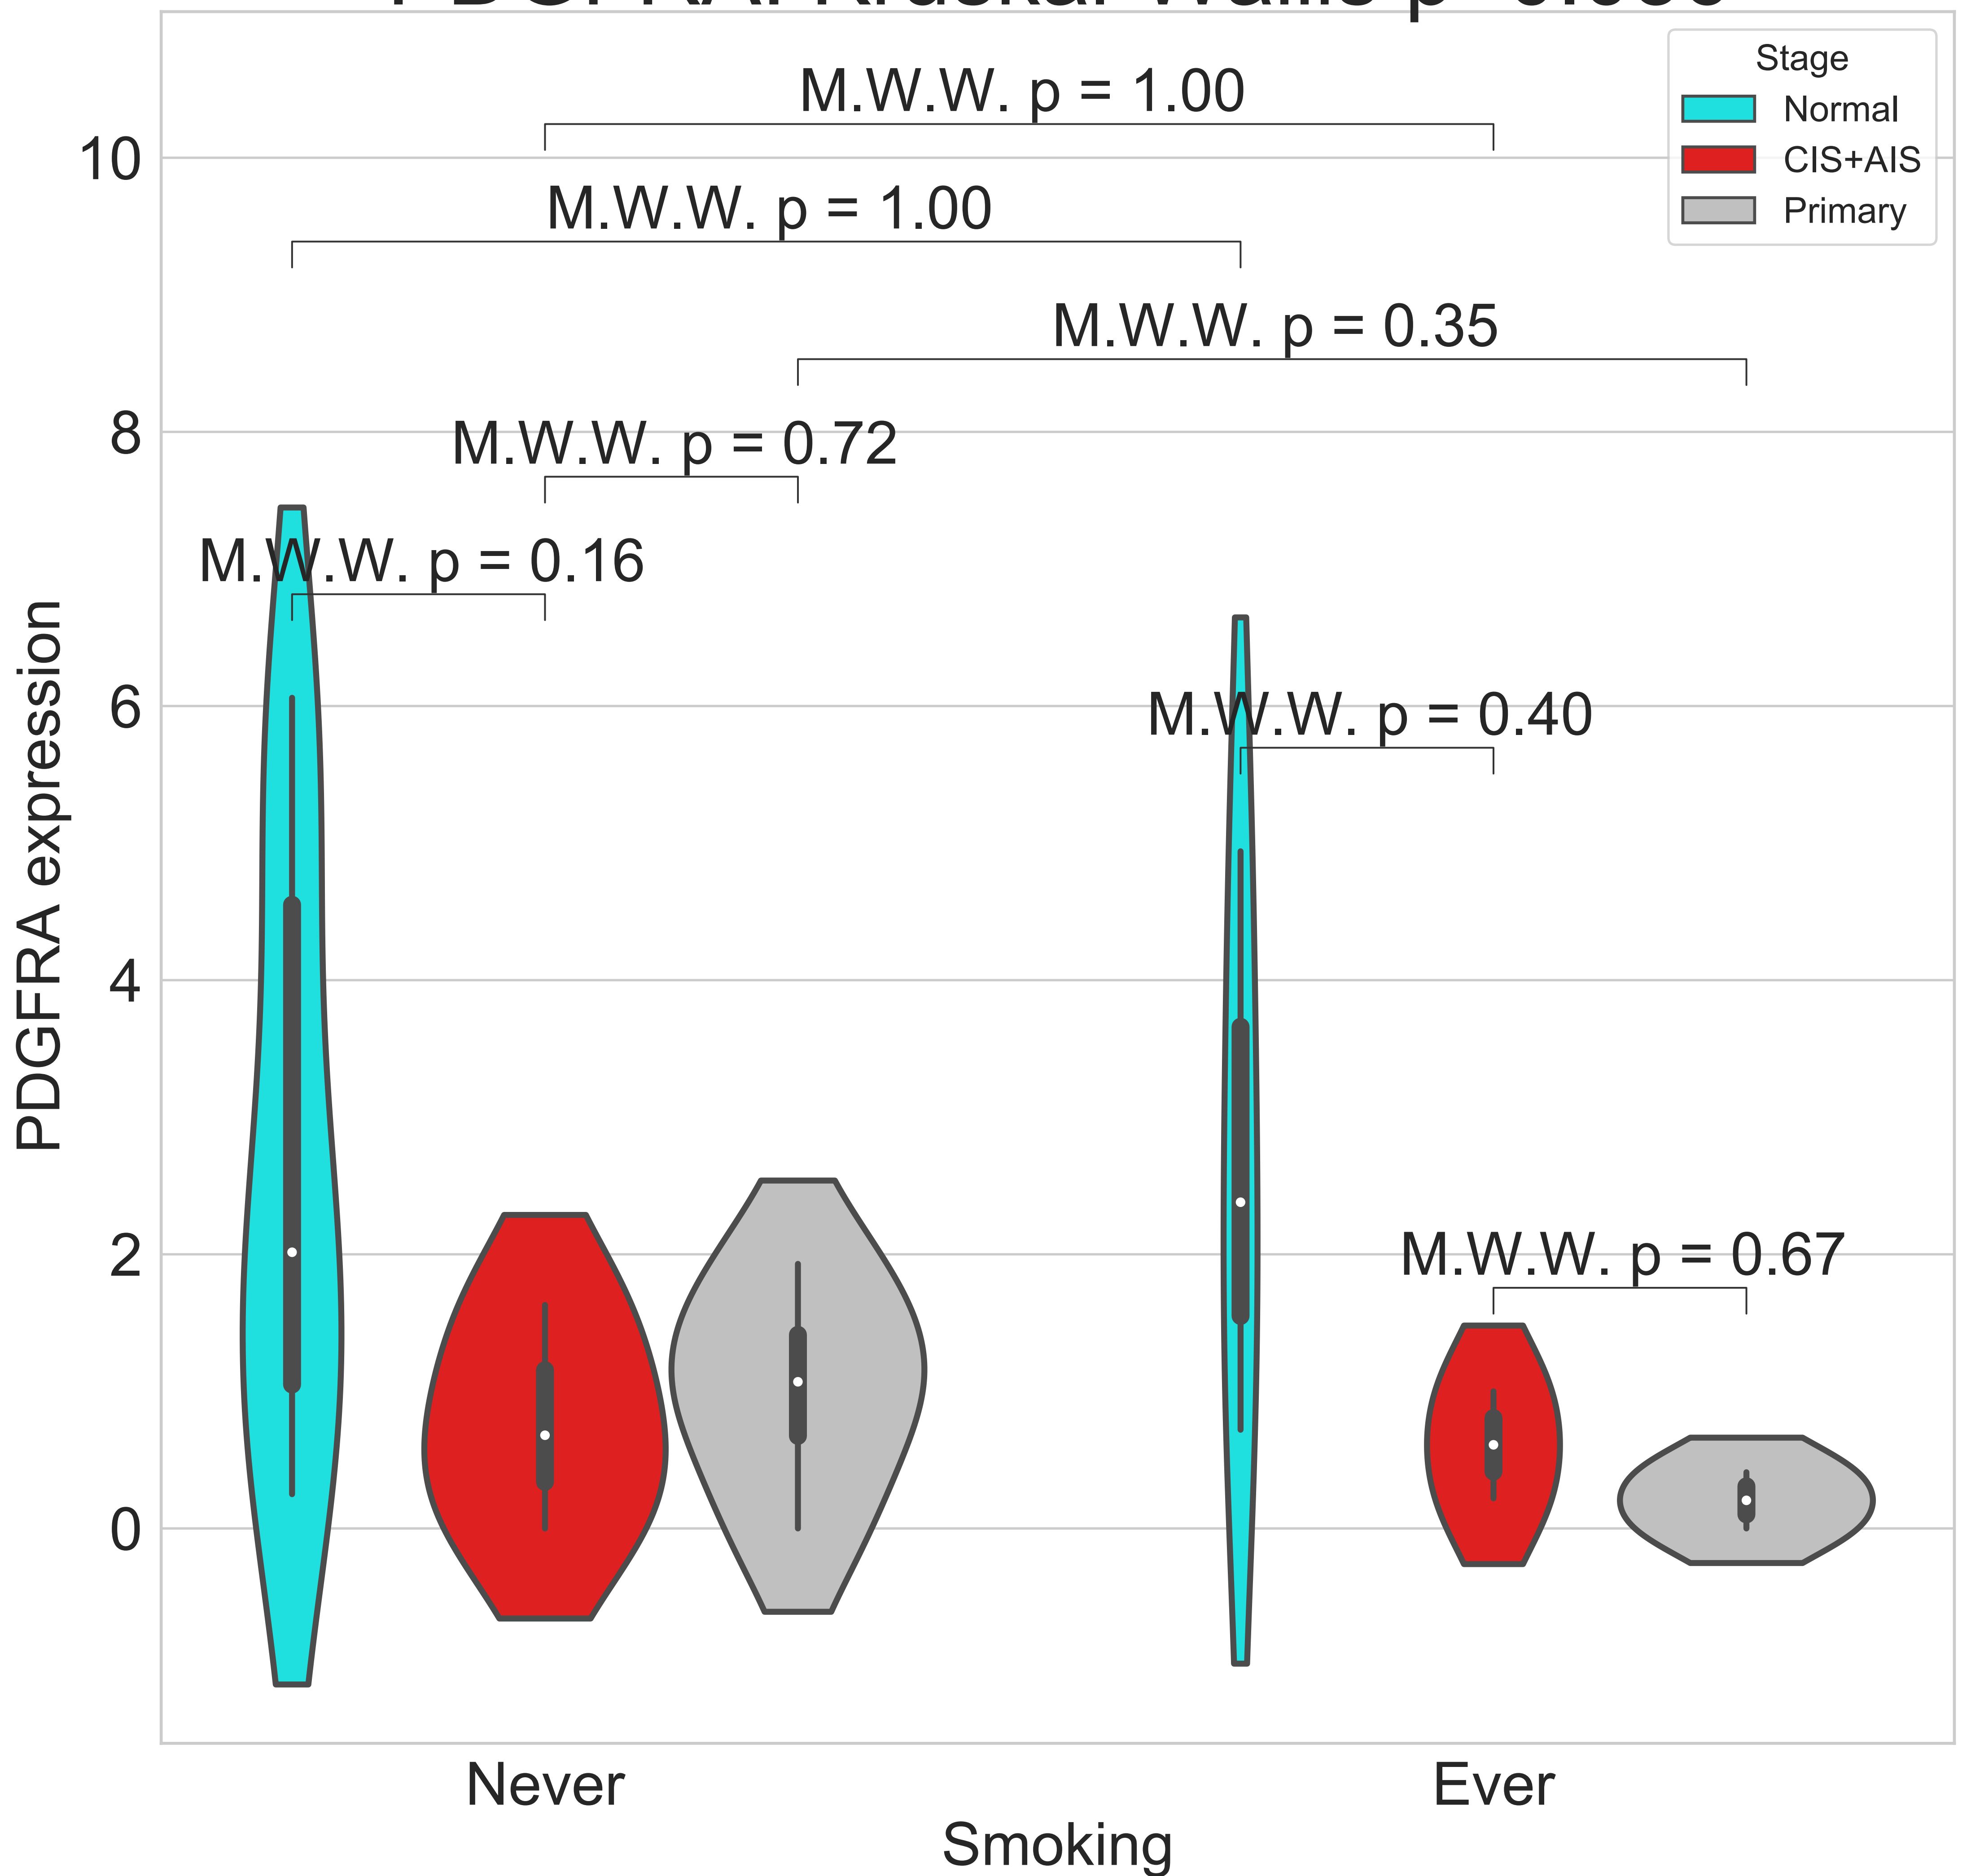 Stage
Normal
CIS+AIS
Primary
M.W.W. p = 1.00
M.W.W. p = 1.00
M.W.W. p = 0.35
M.W.W. p = 0.72
M.W.W. p = 0.16
M.W.W. p = 0.40
M.W.W. p = 0.67
10
8
6
4
2
0
PDGFRA expression
Never
Ever
Smoking